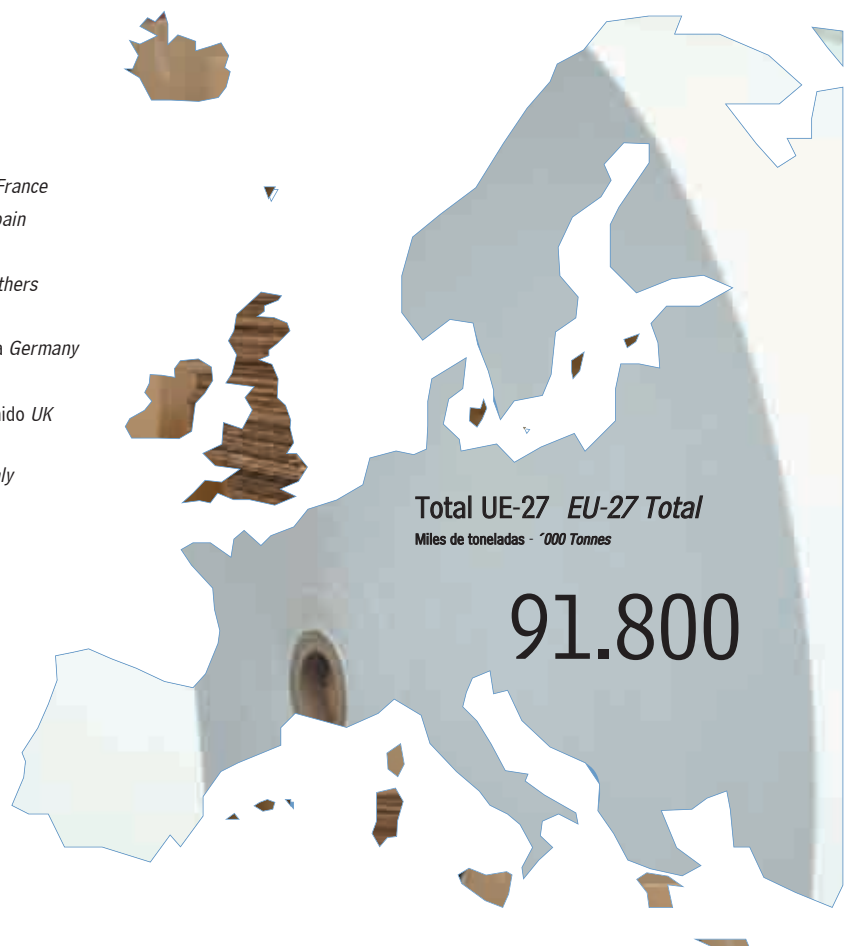 France
pain
thers
Germany
ido UK
ly
Total UE-27 EU-27 Total
Miles de toneladas - ´000 Tonnes
91.800